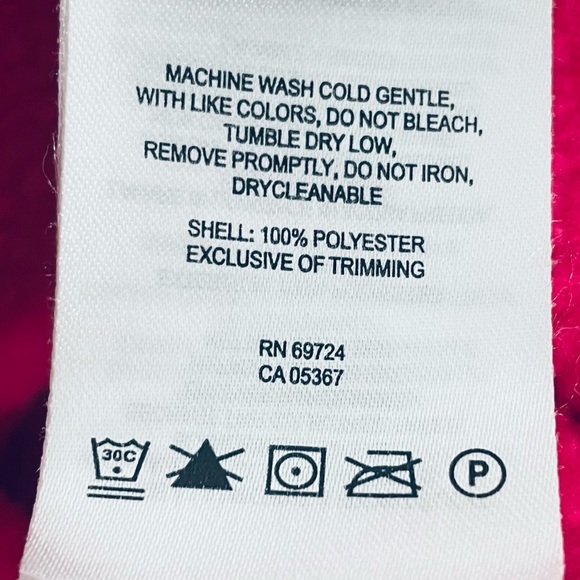 MACHINE WASH COLD GENTLE,
WITH LIKE COLORS, DO NOT BLEACH,
TUMBLE DRY LOW,
REMOVE PROMPTLY, DO NOT IRON,
DRYCLEANABLE
SHELL: 100% POLYESTER
EXCLUSIVE OF TRIMMING
RN 69724
CA 05367
30C P